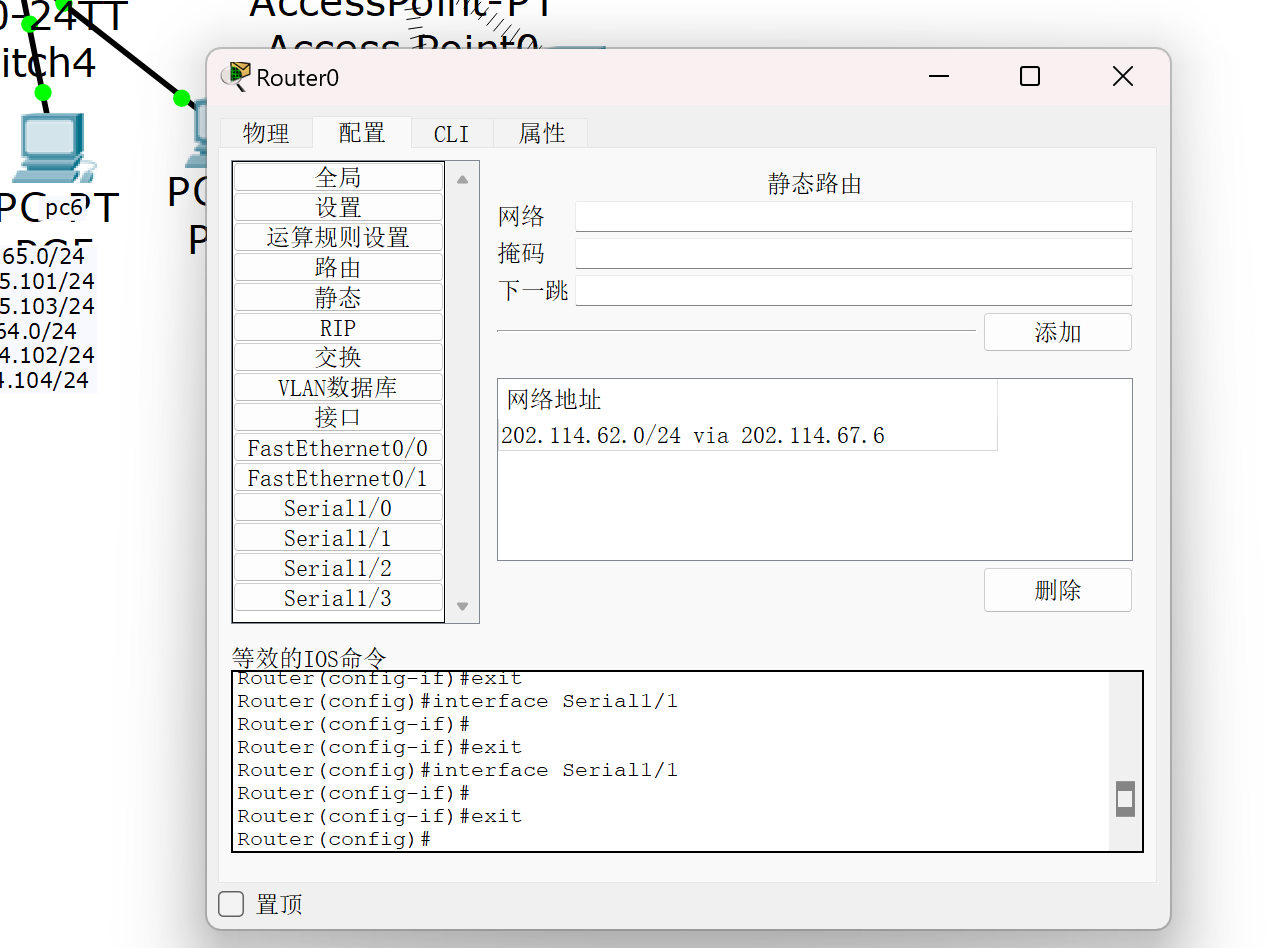 AccessPoint-PT
Access Point0
0-24TT
itch4
PC-PT
pc6
65.0/24
5.101/24
5.103/24
64.0/24
4.102/24
4.104/24
PC
P
Router0
物理
配置
CLI
属性
全局
设置
运算规则设置
路由
静态
RIP
交换
VLAN数据库
接口
FastEthernet0/0
FastEthernet0/1
Serial1/0
Serial1/1
Serial1/2
Serial1/3
静态路由
网络
掩码
下一跳
添加
网络地址
202.114.62.0/24 via 202.114.67.6
删除
等效的IOS命令
Router(config-if)#exit
Router(config)#interface Serial1/1
Router(config-if)#
Router(config-if)#exit
Router(config)#interface Serial1/1
Router(config-if)#
Router(config-if)#exit
Router(config)#
置顶